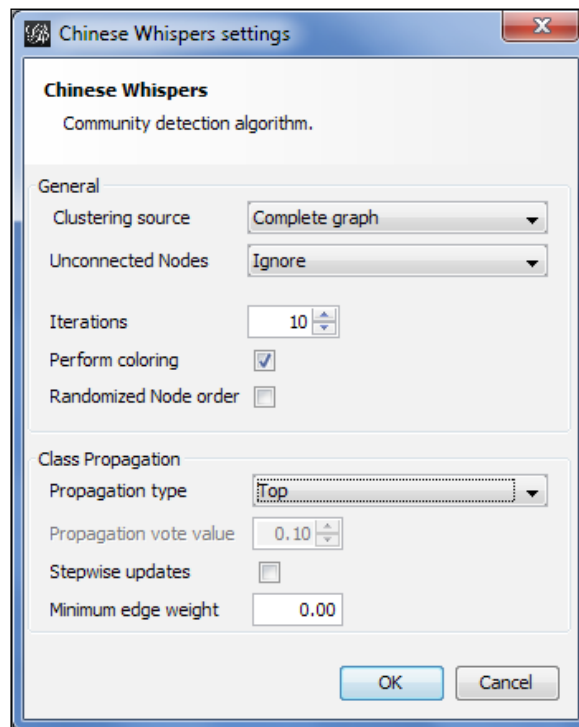 Chinese Whispers settings
Chinese Whispers
Community detection algorithm.
General
Clustering source Complete graph
Unconnected Nodes Ignore
Iterations 10
Perform coloring
Randomized Node order
Class Propagation
Propagation type Top
Propagation vote value 0.10
Stepwise updates
Minimum edge weight 0.00
OK Cancel